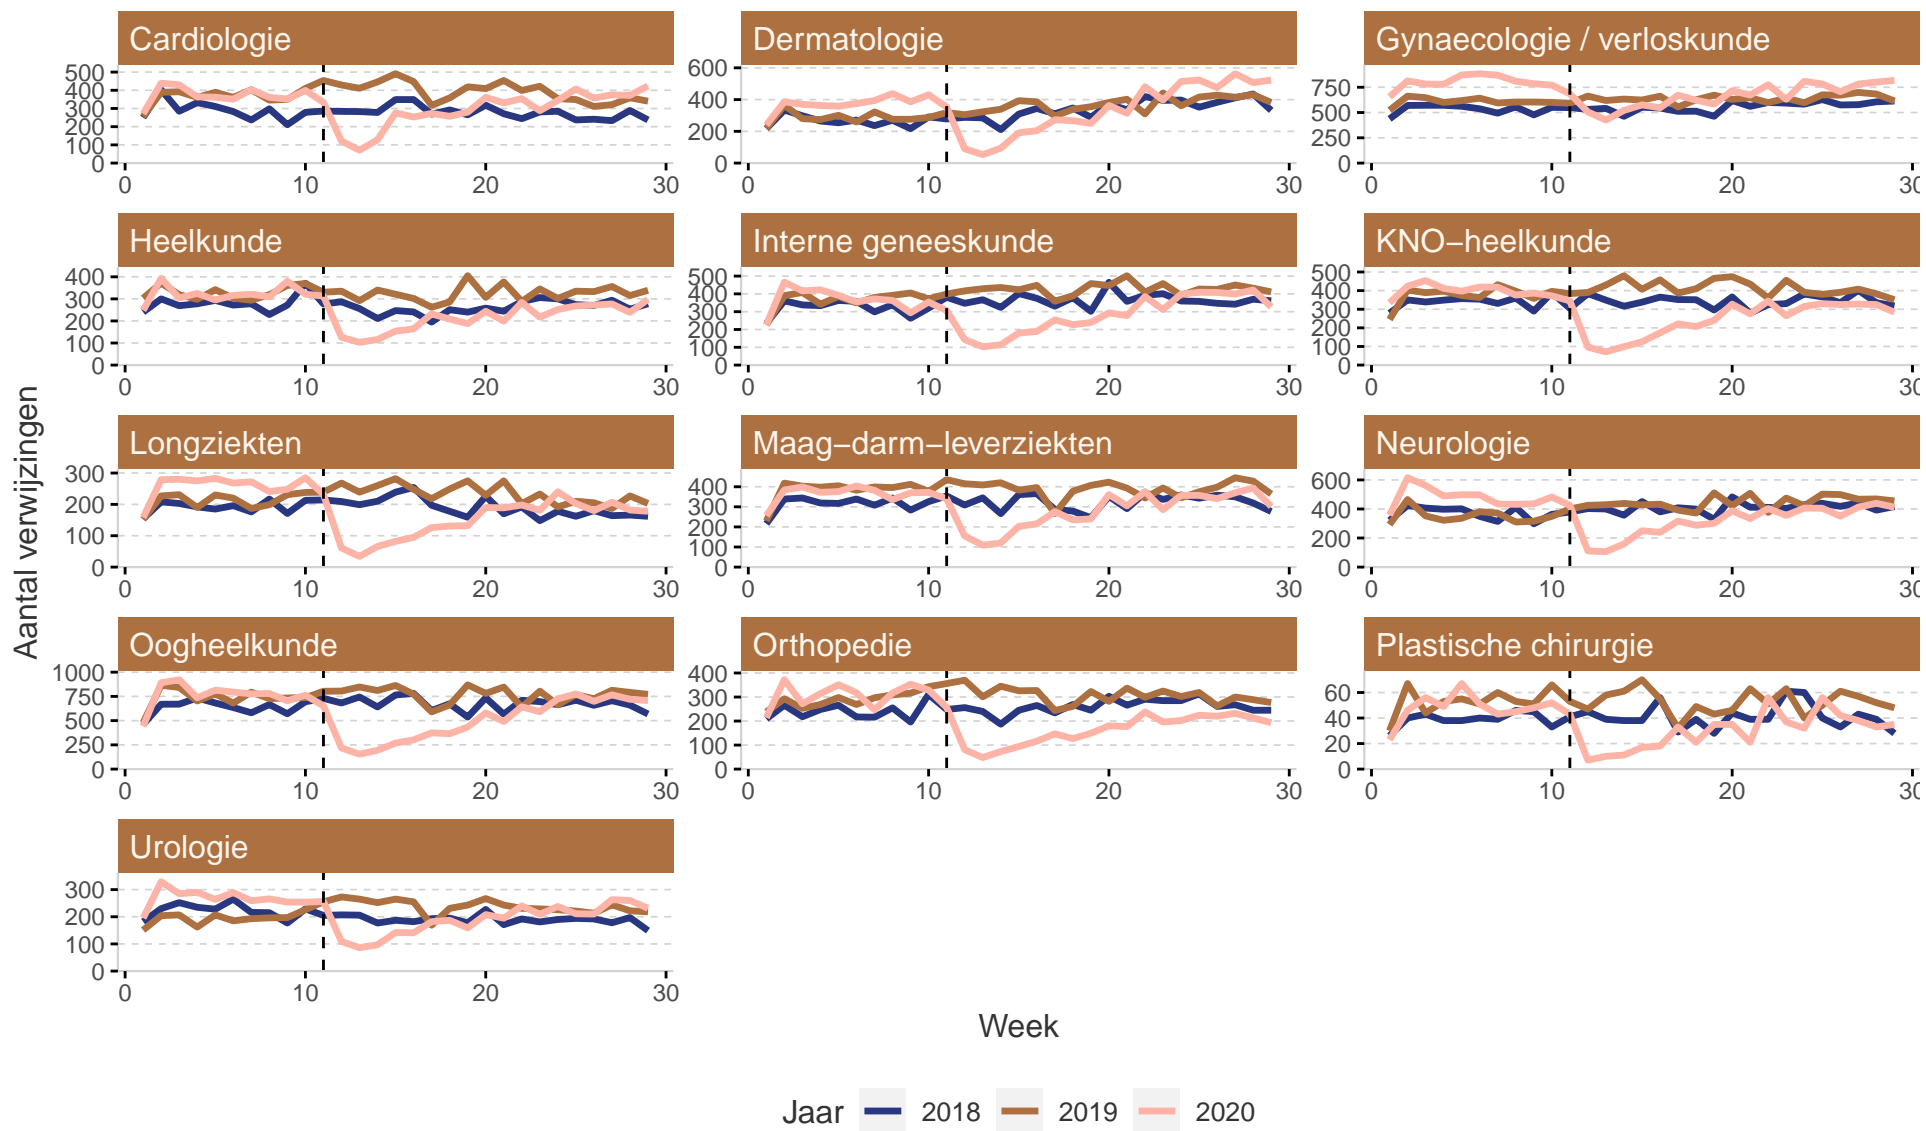 Cardiologie
Dermatologie
Gynaecologie / verloskunde
500
400
300
200
100
0
0 10 20 30
600
400
200
0
0 10 20 30
750
500
250
0
0 10 20 30
Heelkunde
Interne geneeskunde
KNO−heelkunde
400
300
200
100
0
0 10 20 30
500
400
300
200
100
0
0 10 20 30
500
400
300
200
100
0
0 10 20 30
Aantal verwijzingen
Longziekten
Maag−darm−leverziekten
Neurologie
300
200
100
0
0 10 20 30
400
300
200
100
0
0 10 20 30
600
400
200
0
0 10 20 30
Oogheelkunde
Orthopedie
Plastische chirurgie
1000
750
500
250
0
0 10 20 30
400
300
200
100
0
0 10 20 30
60
40
20
0
0 10 20 30
Urologie
300
200
100
0
0 10 20 30
Week
Jaar 2018 2019 2020